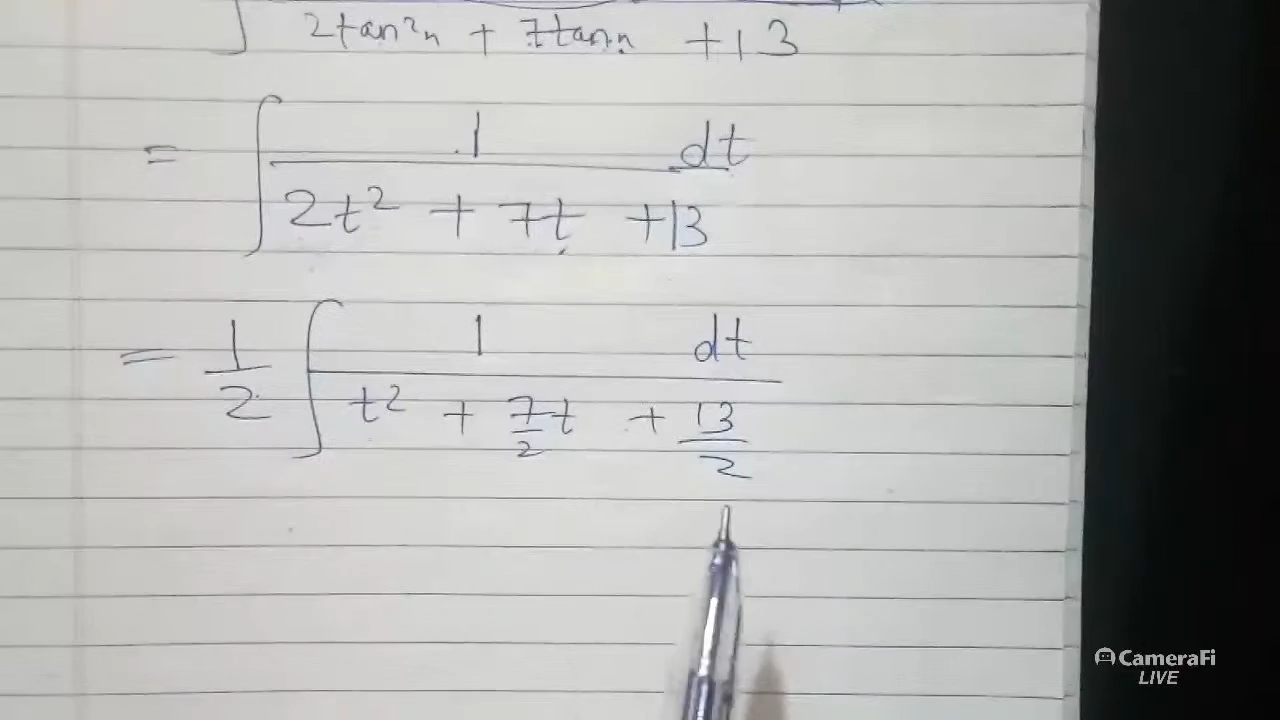 ∫ 2tan²x + 7tanx + 13
= ∫ 1 dt
2t² + 7t + 13
= 1/2 ∫ 1 dt
t² + 7/2 t + 13/2
CameraFi
LIVE